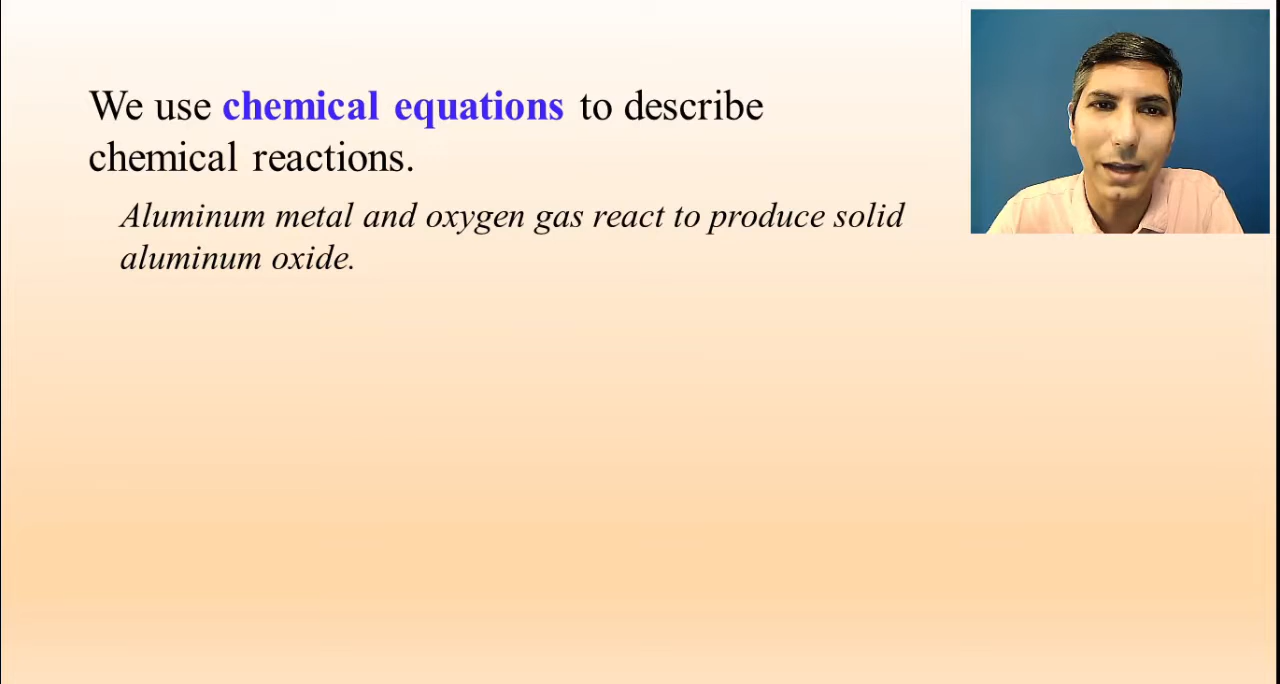 We use chemical equations to describe
chemical reactions.
Aluminum metal and oxygen gas react to produce solid
aluminum oxide.